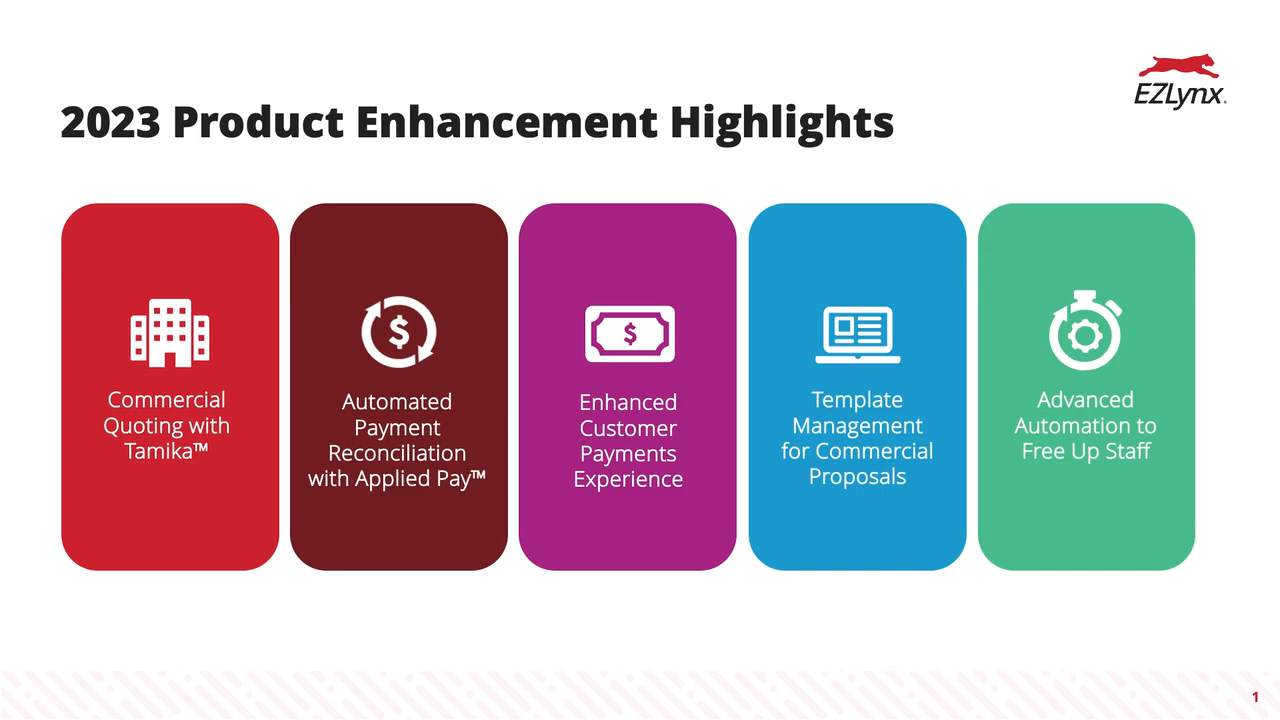 EZLynx.
2023 Product Enhancement Highlights
Commercial
Quoting with
Tamika™
Automated
Payment
Reconciliation
with Applied Pay™
Enhanced
Customer
Payments
Experience
Template
Management
for Commercial
Proposals
Advanced
Automation to
Free Up Staff
1